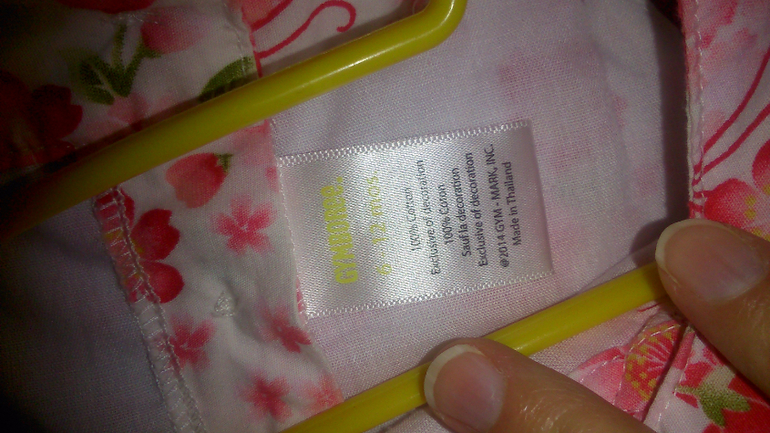 GYMBOREE
6 - 12 mos.
100% Cotton
Exclusive of decoration
100% Coton
Sauf la decoration
Exclusive of decoration
@2014 GYM - MARK, INC.
Made in Thailand